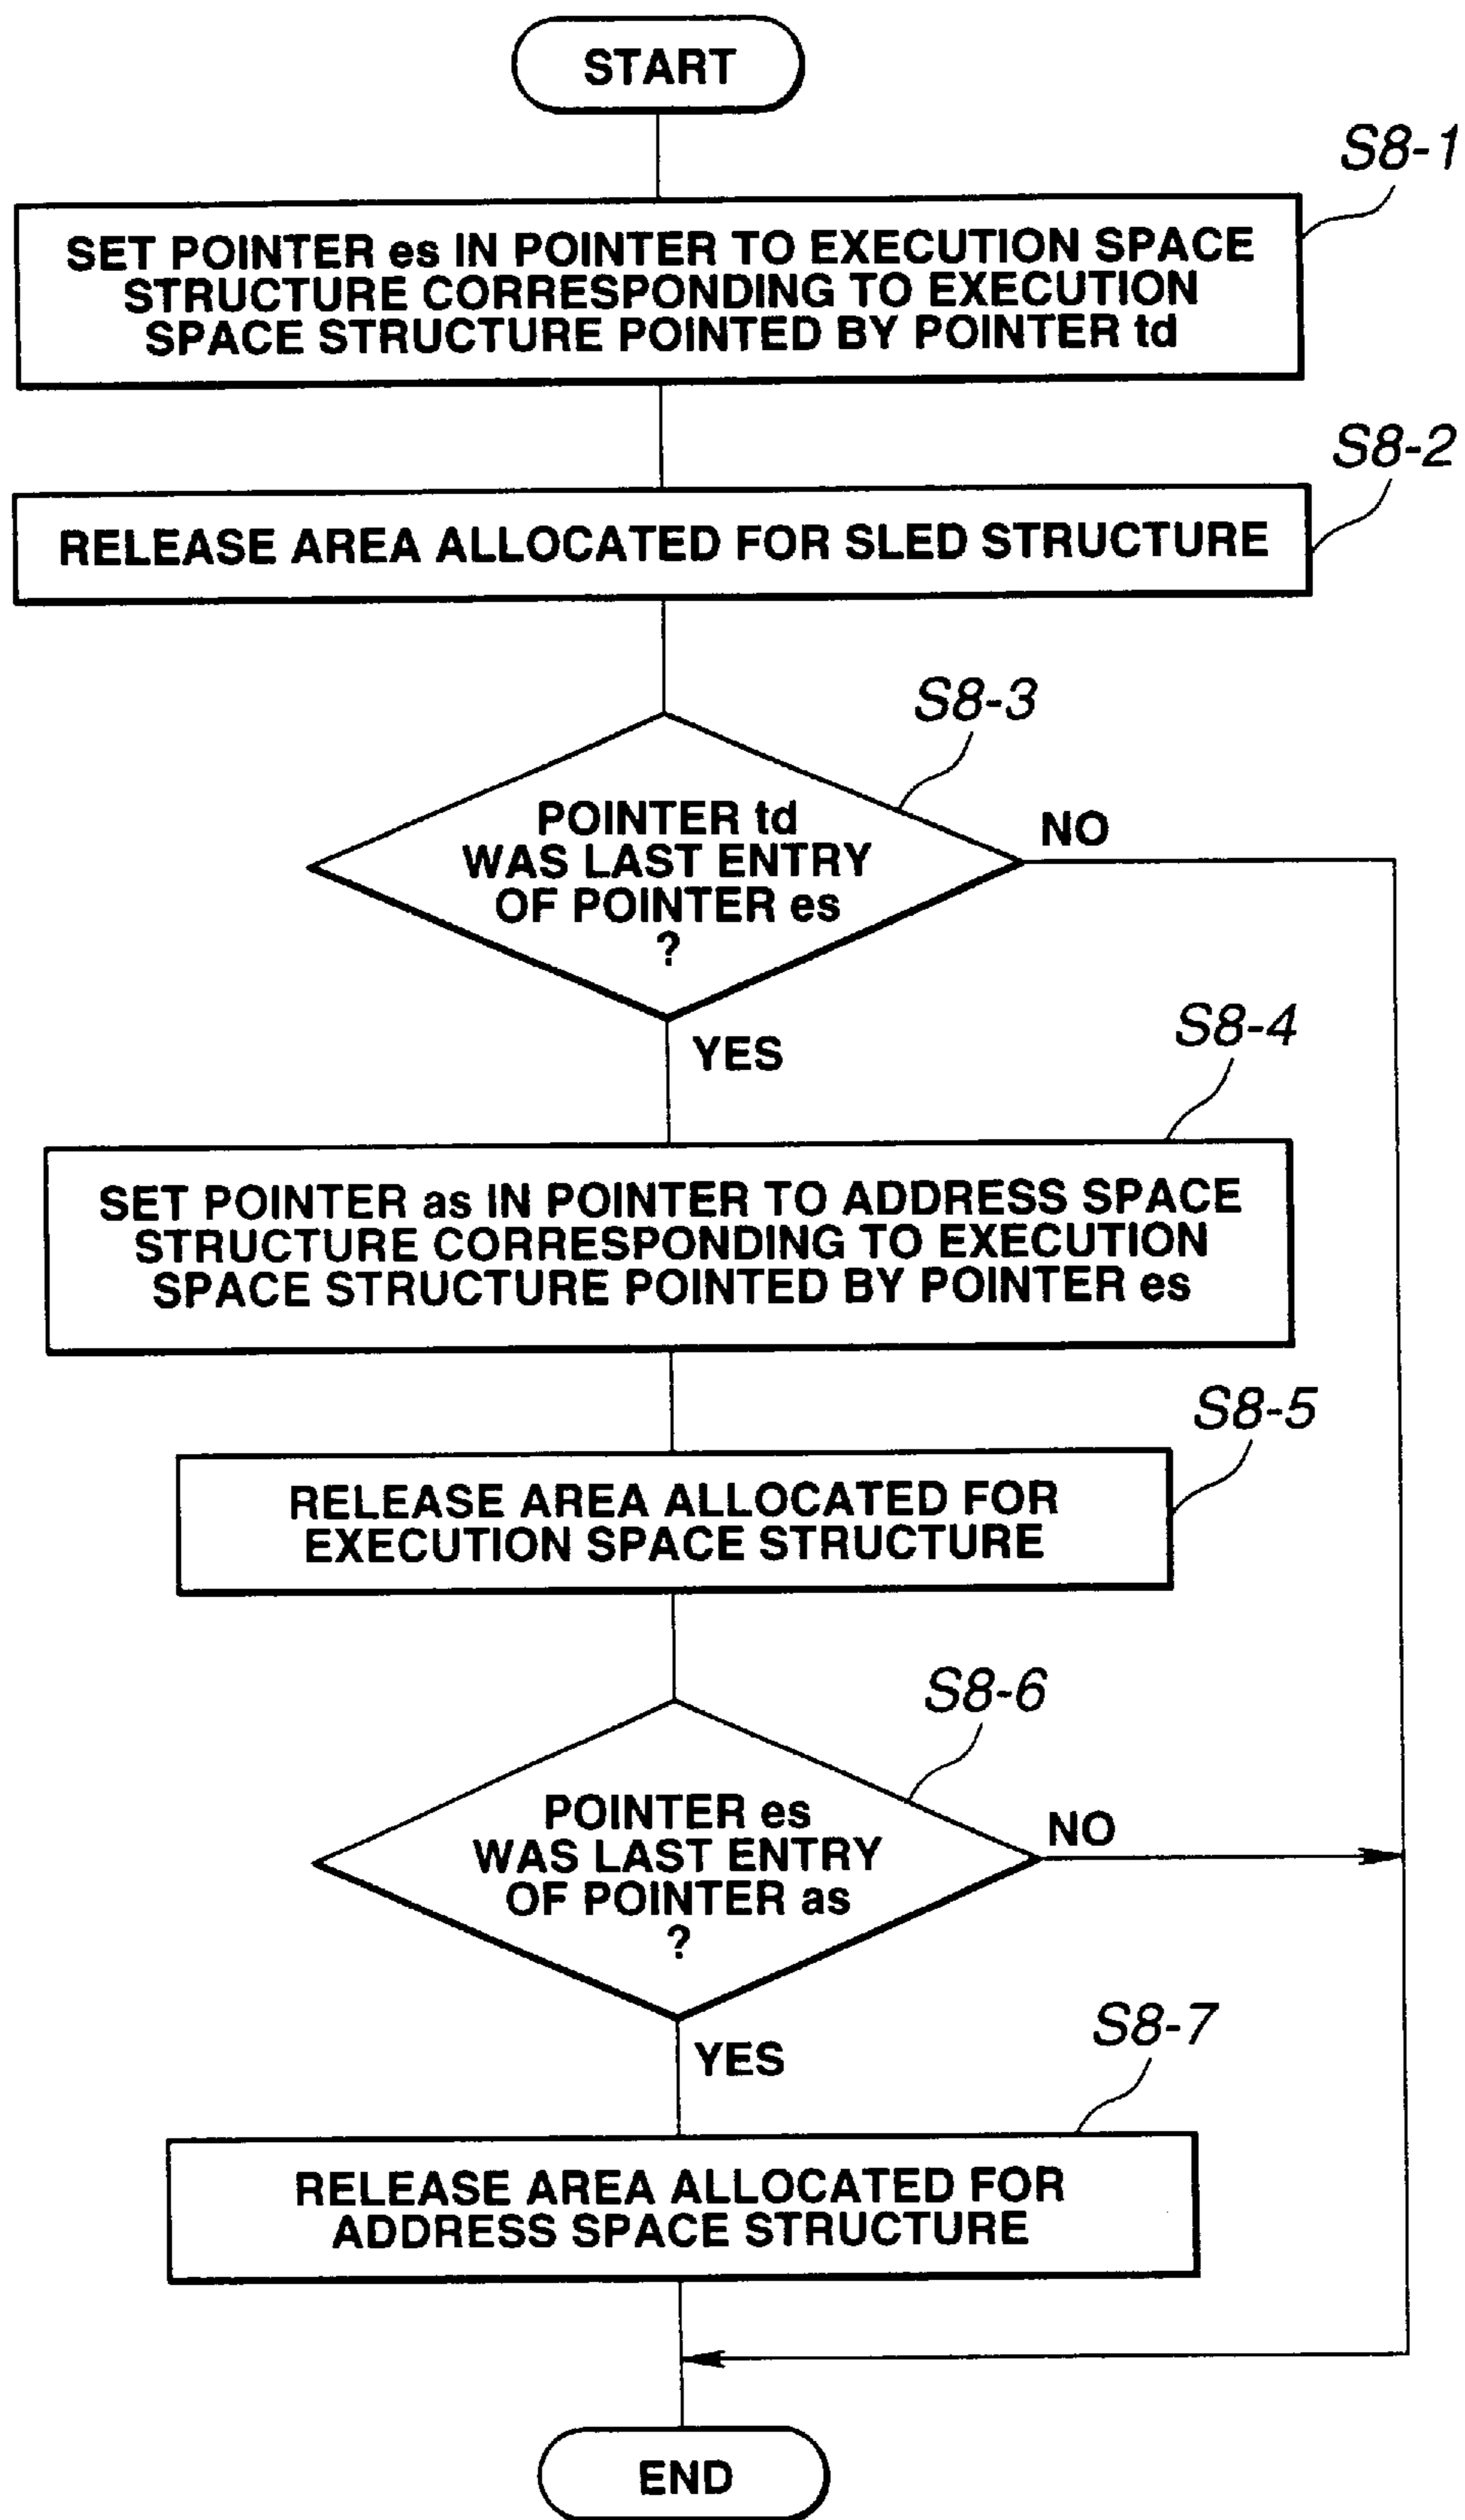 START
S8-1
SET POINTER es IN POINTER TO EXECUTION SPACE
STRUCTURE CORRESPONDING TO EXECUTION
SPACE STRUCTURE POINTED BY POINTER td
S8-2
RELEASE AREA ALLOCATED FOR SLED STRUCTURE
S8-3
POINTER td
WAS LAST ENTRY
OF POINTER es
?
NO
YES
S8-4
SET POINTER as IN POINTER TO ADDRESS SPACE
STRUCTURE CORRESPONDING TO EXECUTION
SPACE STRUCTURE POINTED BY POINTER es
S8-5
RELEASE AREA ALLOCATED FOR
EXECUTION SPACE STRUCTURE
S8-6
POINTER es
WAS LAST ENTRY
OF POINTER as
?
NO
YES
S8-7
RELEASE AREA ALLOCATED FOR
ADDRESS SPACE STRUCTURE
END